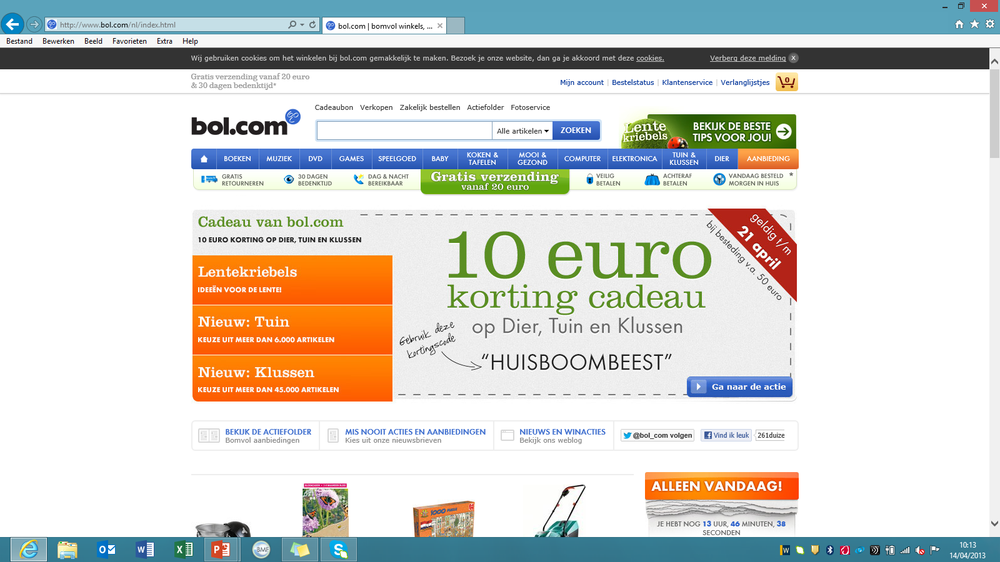 http://www.bol.com/nl/index.html
bol.com | bomvol winkels, ...
Bestand Bewerken Beeld Favorieten Extra Help
Wij gebruiken cookies om het winkelen bij bol.com gemakkelijk te maken. Bezoek je onze website, dan ga je akkoord met deze cookies.
Verberg deze melding x
Gratis verzending vanaf 20 euro
& 30 dagen bedenktijd*
Mijn account | Bestelstatus | Klantenservice | Verlanglijstjes
0
Cadeaubon Verkopen Zakelijk bestellen Actiefolder Fotoservice
bol.com go
Alle artikelen
ZOEKEN
Lente
kriebels
BEKIJK DE BESTE
TIPS VOOR JOU!
BOEKEN MUZIEK DVD GAMES SPEELGOED BABY KOKEN & TAFELEN MOOI & GEZOND COMPUTER ELEKTRONICA TUIN & KLUSSEN DIER AANBIEDING
GRATIS
RETOURNEREN
30 DAGEN
BEDENKTIJD
DAG & NACHT
BEREIKBAAR
Gratis verzending
vanaf 20 euro
VEILIG
BETALEN
ACHTERAF
BETALEN
VANDAAG BESTELD
MORGEN IN HUIS
*
Cadeau van bol.com
10 EURO KORTING OP DIER, TUIN EN KLUSSEN
Lentekriebels
IDEEËN VOOR DE LENTE!
Nieuw: Tuin
KEUZE UIT MEER DAN 6.000 ARTIKELEN
Nieuw: Klussen
KEUZE UIT MEER DAN 45.000 ARTIKELEN
10 euro
korting cadeau
op Dier, Tuin en Klussen
Gebruik deze
kortingscode
“HUISBOOMBEEST”
geldig t/m
21 april
bij besteding v.a. 50 euro
Ga naar de actie
BEKIJK DE ACTIEFOLDER
Bomvol aanbiedingen
MIS NOOIT ACTIES EN AANBIEDINGEN
Kies uit onze nieuwsbrieven
NIEUWS EN WINACTIES
Bekijk ons weblog
@bol_com volgen
Vind ik leuk
261duize
1000 PUZZLE
ALLEEN VANDAAG!
JE HEBT NOG 13 UUR, 46 MINUTEN, 38
SECONDEN
BMF
10:13
14/04/2013